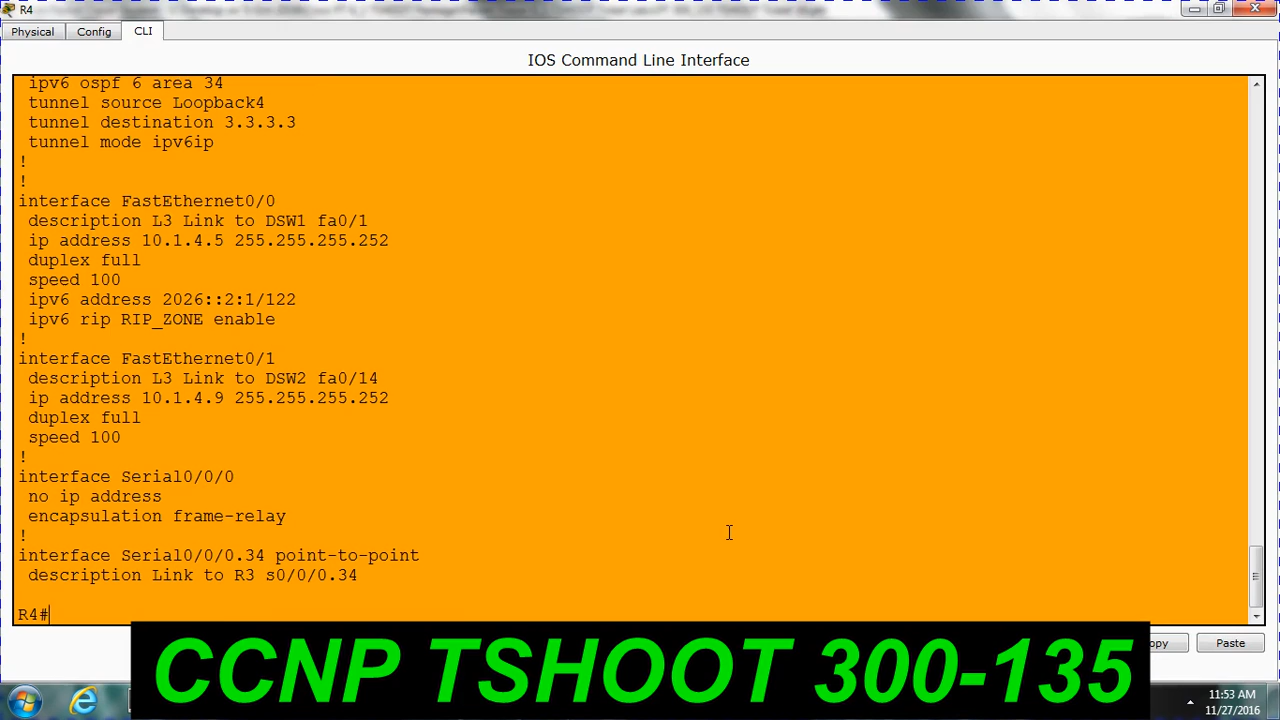 R4
Physical
Config
CLI
IOS Command Line Interface
ipv6 ospf 6 area 34
tunnel source Loopback4
tunnel destination 3.3.3.3
tunnel mode ipv6ip
!
!
interface FastEthernet0/0
description L3 Link to DSW1 fa0/1
ip address 10.1.4.5 255.255.255.252
duplex full
speed 100
ipv6 address 2026::2:1/122
ipv6 rip RIP_ZONE enable
!
interface FastEthernet0/1
description L3 Link to DSW2 fa0/14
ip address 10.1.4.9 255.255.255.252
duplex full
speed 100
!
interface Serial0/0/0
no ip address
encapsulation frame-relay
!
interface Serial0/0/0.34 point-to-point
description Link to R3 s0/0/0.34
R4#
opy
Paste
CCNP TSHOOT 300-135
11:53 AM
11/27/2016